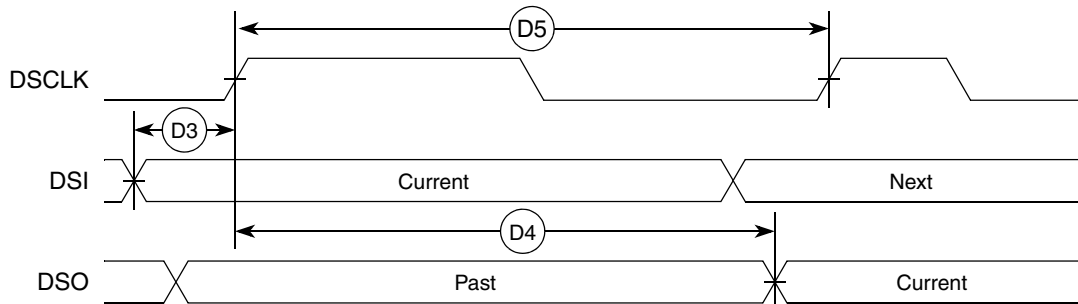 D5
DSCLK
D3
DSI
Current
Next
D4
DSO
Past
Current